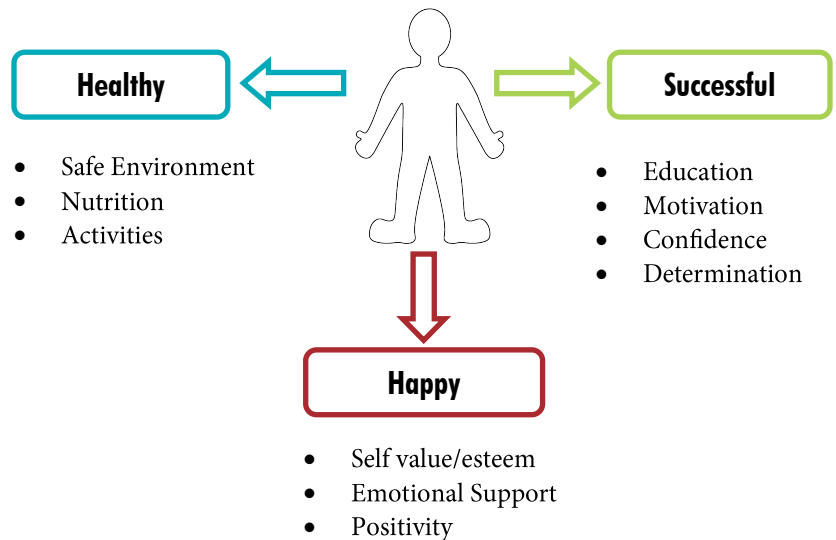 Healthy
• Safe Environment
• Nutrition
• Activities
Successful
• Education
• Motivation
• Confidence
• Determination
Happy
• Self value/esteem
• Emotional Support
• Positivity